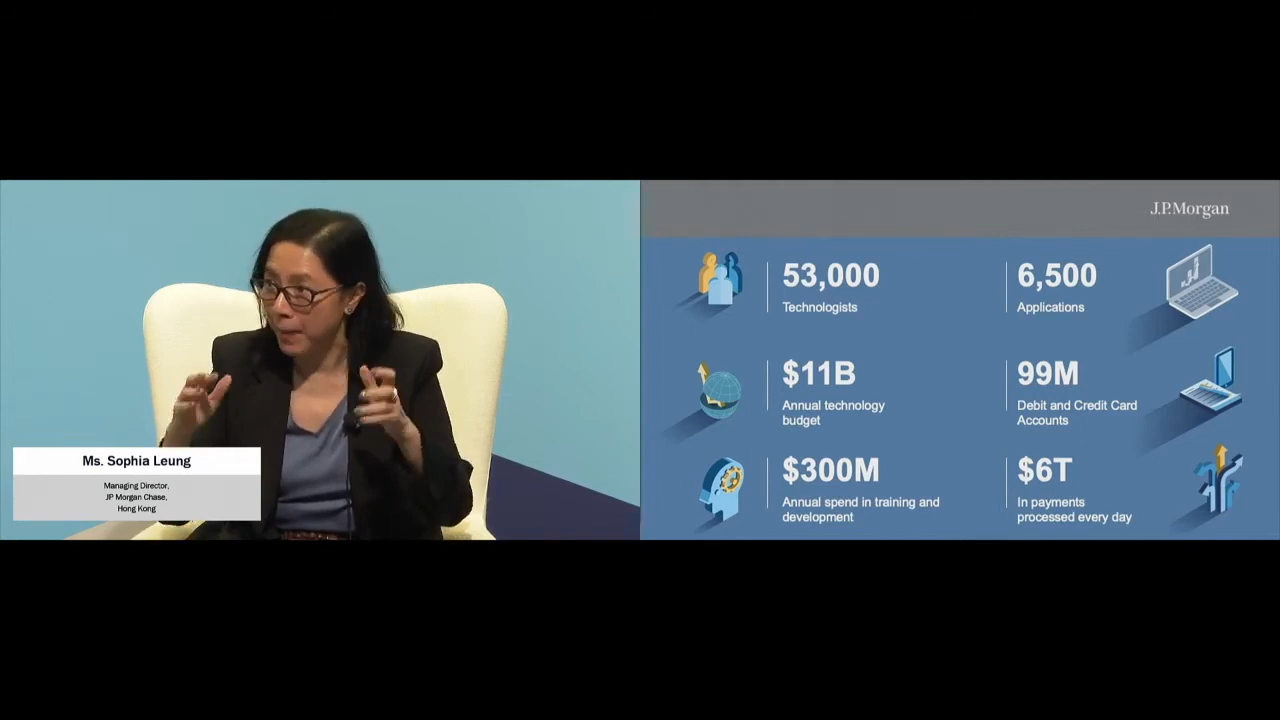 Ms. Sophia Leung
Managing Director,
JP Morgan Chase,
Hong Kong
J.P.Morgan
53,000
Technologists
6,500
Applications
$11B
Annual technology
budget
99M
Debit and Credit Card
Accounts
$300M
Annual spend in training and
development
$6T
In payments
processed every day